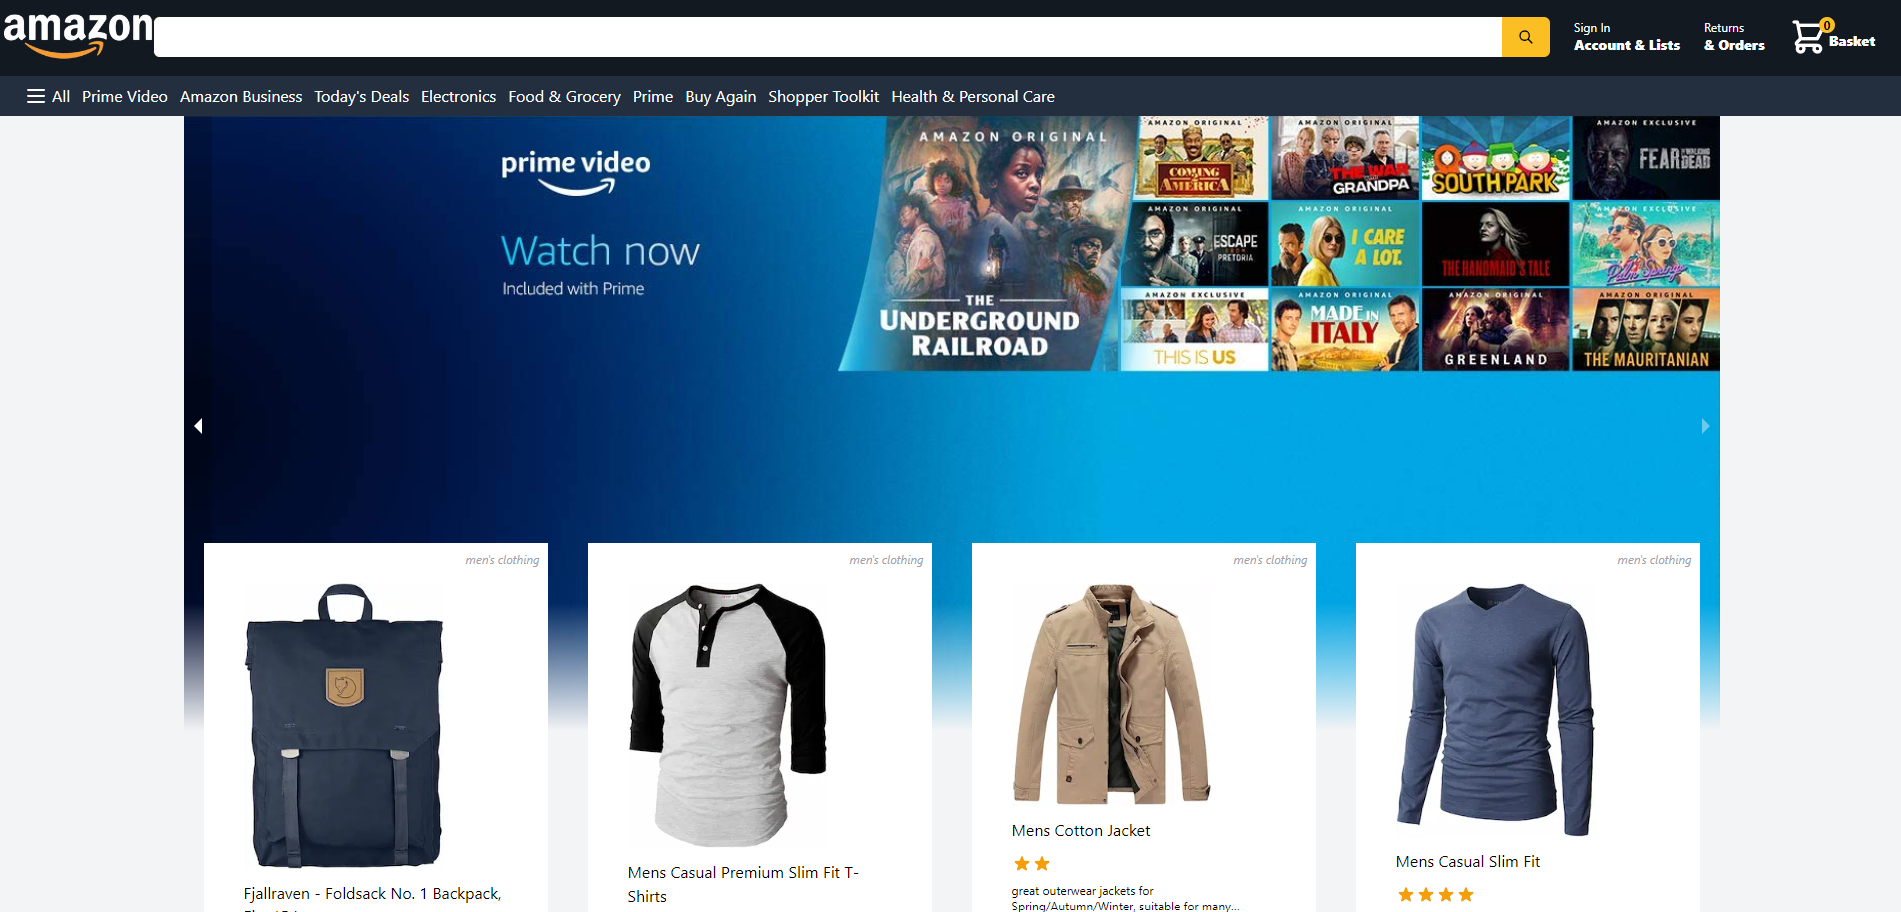 amazon
Sign In
Account & Lists
Returns
& Orders
0
Basket
All Prime Video Amazon Business Today's Deals Electronics Food & Grocery Prime Buy Again Shopper Toolkit Health & Personal Care
prime video
Watch now
Included with Prime
AMAZON ORIGINAL
THE
UNDERGROUND
RAILROAD
AMAZON ORIGINAL
COMING
AMERICA
AMAZON ORIGINAL
THE WAR
GRANDPA
SOUTH PARK
AMAZON EXCLUSIVE
FEAR THE WALKING
DEAD
AMAZON ORIGINAL
ESCAPE
FROM
PRETORIA
AMAZON ORIGINAL
I CARE
A LOT.
THE HANDMAID'S TALE
AMAZON EXCLUSIVE
Palm Springs
AMAZON EXCLUSIVE
THIS IS US
AMAZON ORIGINAL
MADE IN
ITALY
AMAZON ORIGINAL
GREENLAND
AMAZON ORIGINAL
THE MAURITANIAN
men's clothing
Fjallraven - Foldsack No. 1 Backpack,
men's clothing
Mens Casual Premium Slim Fit T-
Shirts
men's clothing
Mens Cotton Jacket
great outerwear jackets for
Spring/Autumn/Winter, suitable for many...
men's clothing
Mens Casual Slim Fit